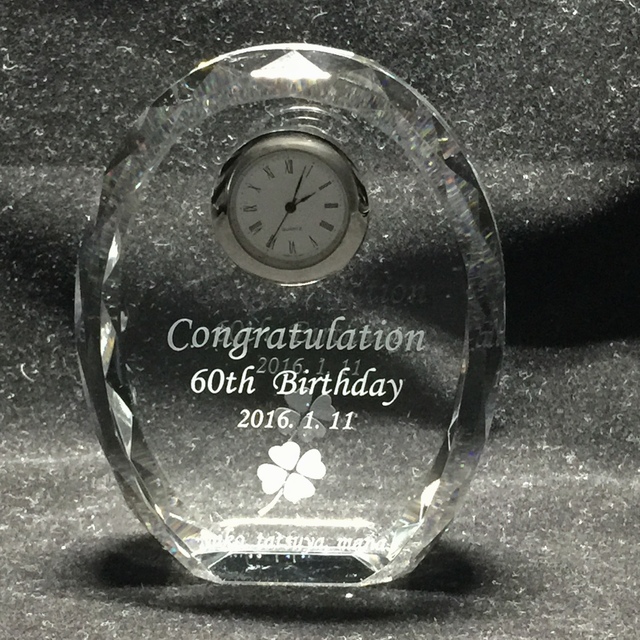 Congratulation
60th Birthday
2016. 1. 11
tatsuya